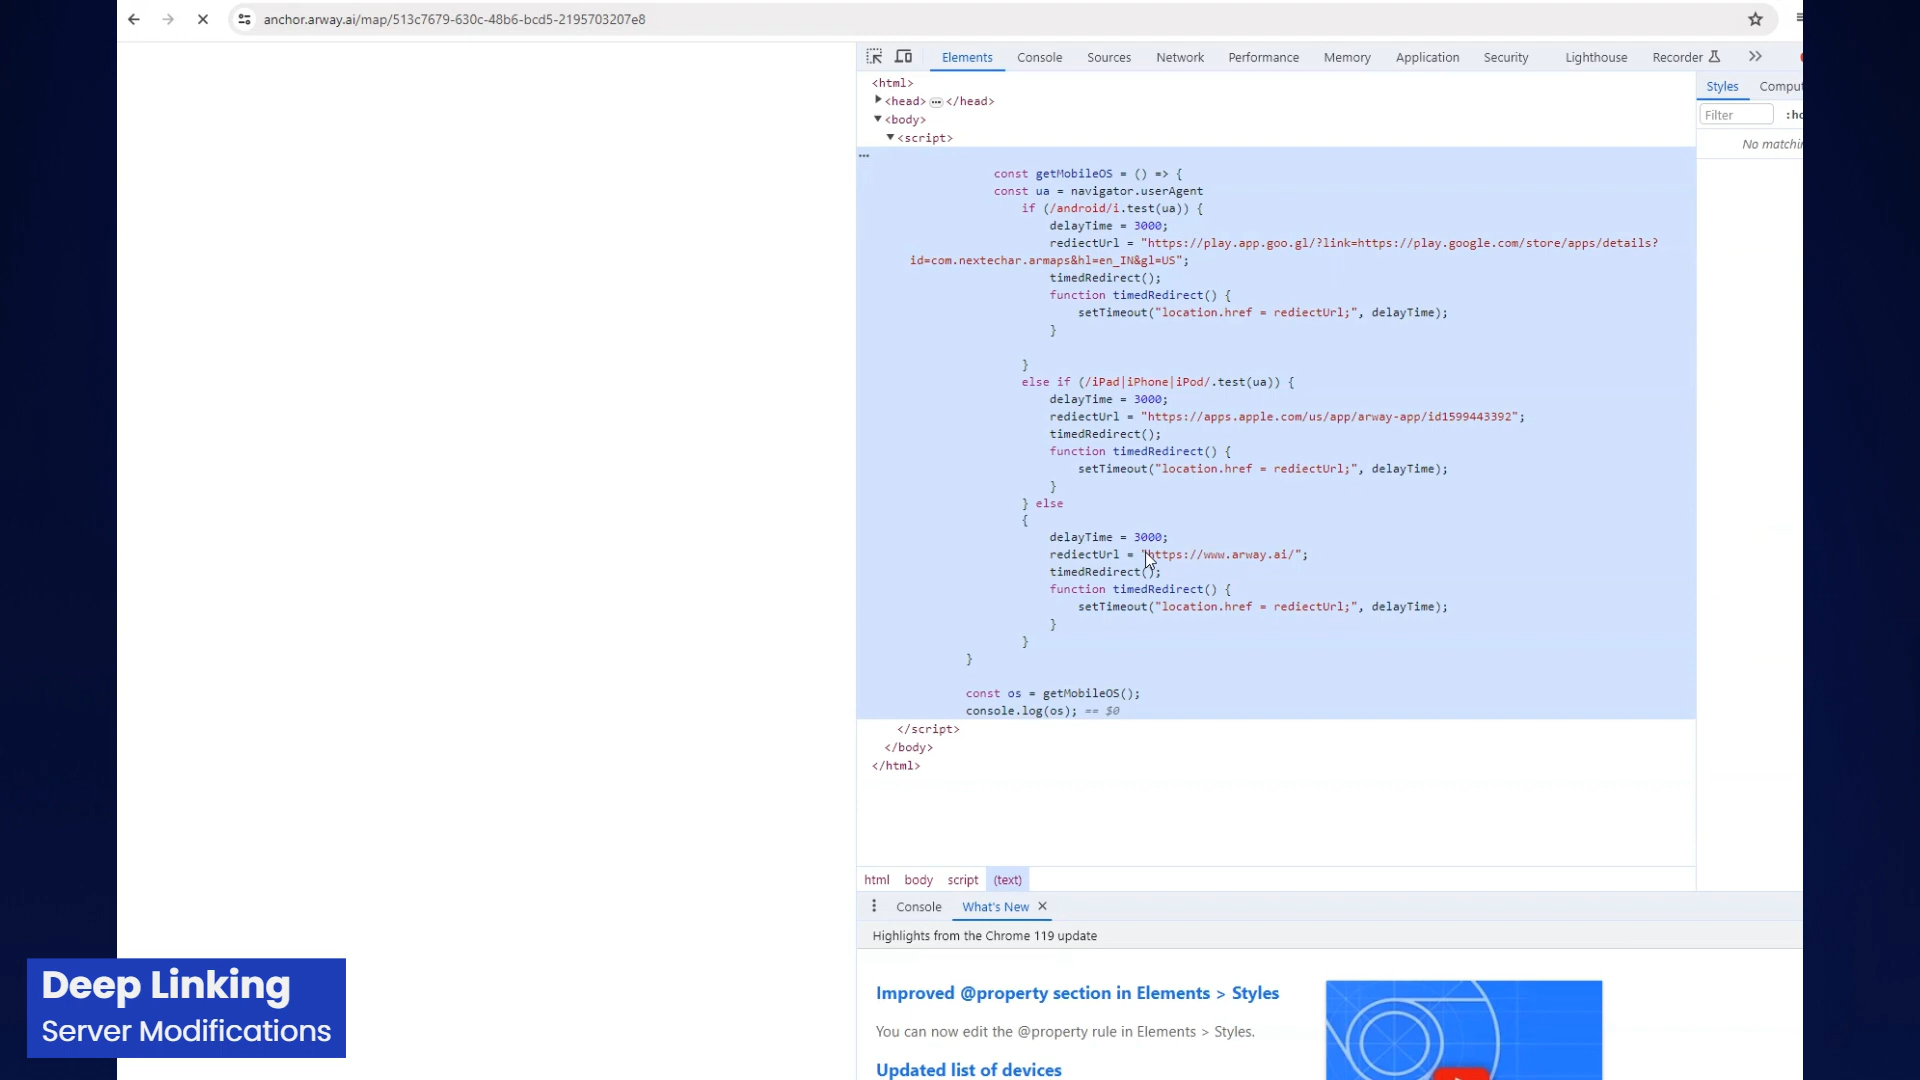 anchor.arway.ai/map/513c7679-630c-48b6-bcd5-2195703207e8
Elements Console Sources Network Performance Memory Application Security Lighthouse Recorder
<html>
<head> ••• </head>
<body>
<script>
...
const getMobileOS = () => {
const ua = navigator.userAgent
if (/android/i.test(ua)) {
delayTime = 3000;
rediectUrl = "https://play.app.goo.gl/?link=https://play.google.com/store/apps/details?
id=com.nextechar.armaps&hl=en_IN&gl=US";
timedRedirect();
function timedRedirect() {
setTimeout("location.href = rediectUrl;", delayTime);
}
}
else if (/iPad|iPhone|iPod/.test(ua)) {
delayTime = 3000;
rediectUrl = "https://apps.apple.com/us/app/arway-app/id1599443392";
timedRedirect();
function timedRedirect() {
setTimeout("location.href = rediectUrl;", delayTime);
}
} else
{
delayTime = 3000;
rediectUrl = "https://www.arway.ai/";
timedRedirect();
function timedRedirect() {
setTimeout("location.href = rediectUrl;", delayTime);
}
}
}
const os = getMobileOS();
console.log(os); == $0
</script>
</body>
</html>
Styles
Filter
No
html body script (text)
Console What's New
Highlights from the Chrome 119 update
Improved @property section in Elements > Styles
You can now edit the @property rule in Elements > Styles.
Updated list of devices
Deep Linking
Server Modifications